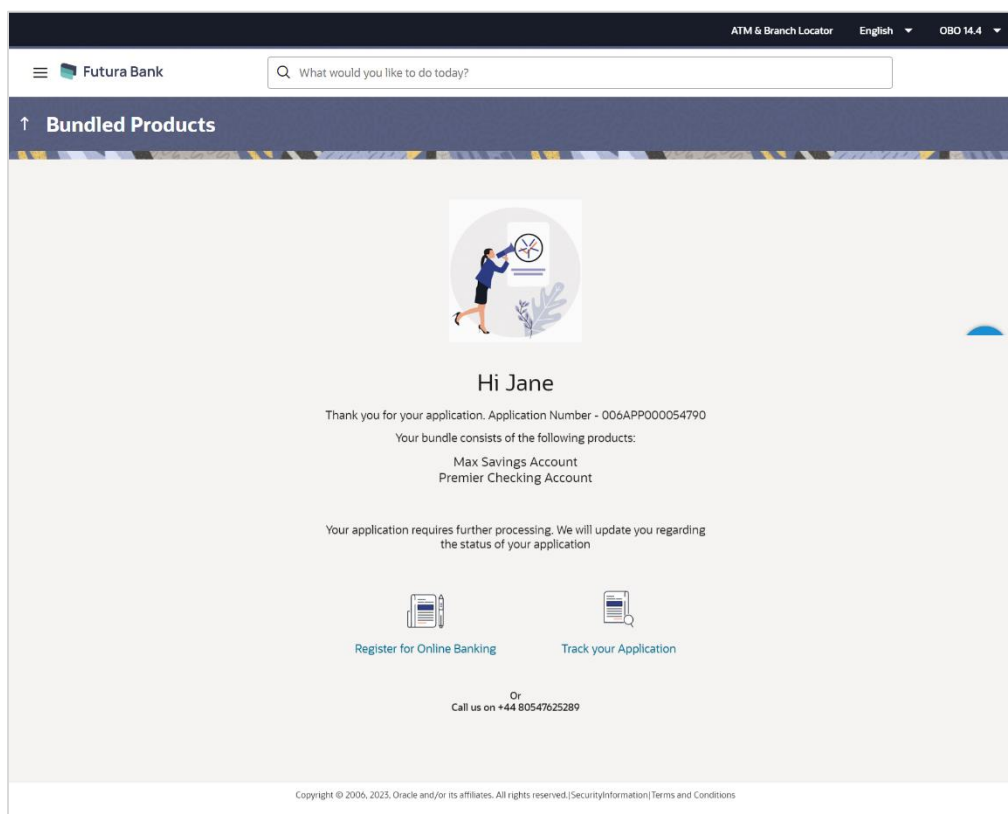 ATM & Branch Locator English OBO 14.4
Futura Bank
What would you like to do today?
Bundled Products
Hi Jane
Thank you for your application. Application Number - 006APP000054790
Your bundle consists of the following products:
Max Savings Account
Premier Checking Account
Your application requires further processing. We will update you regarding
the status of your application
Register for Online Banking Track your Application
Or
Call us on +44 80547625289
Copyright © 2006, 2023, Oracle and/or its affiliates. All rights reserved.|SecurityInformation|Terms and Conditions